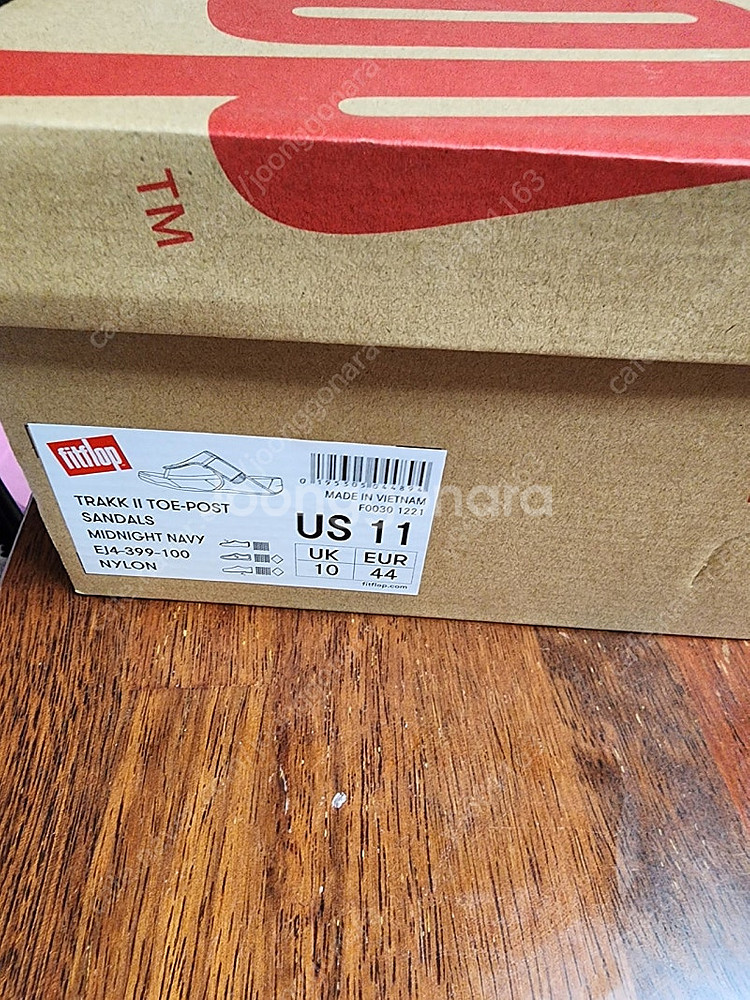 TM
fitflop
TRAKK II TOE-POST
SANDALS
MIDNIGHT NAVY
EJ4-399-100
NYLON
MADE IN VIETNAM
F0030 1221
US 11
UK EUR
10 44
fitflop.com
joonggonara